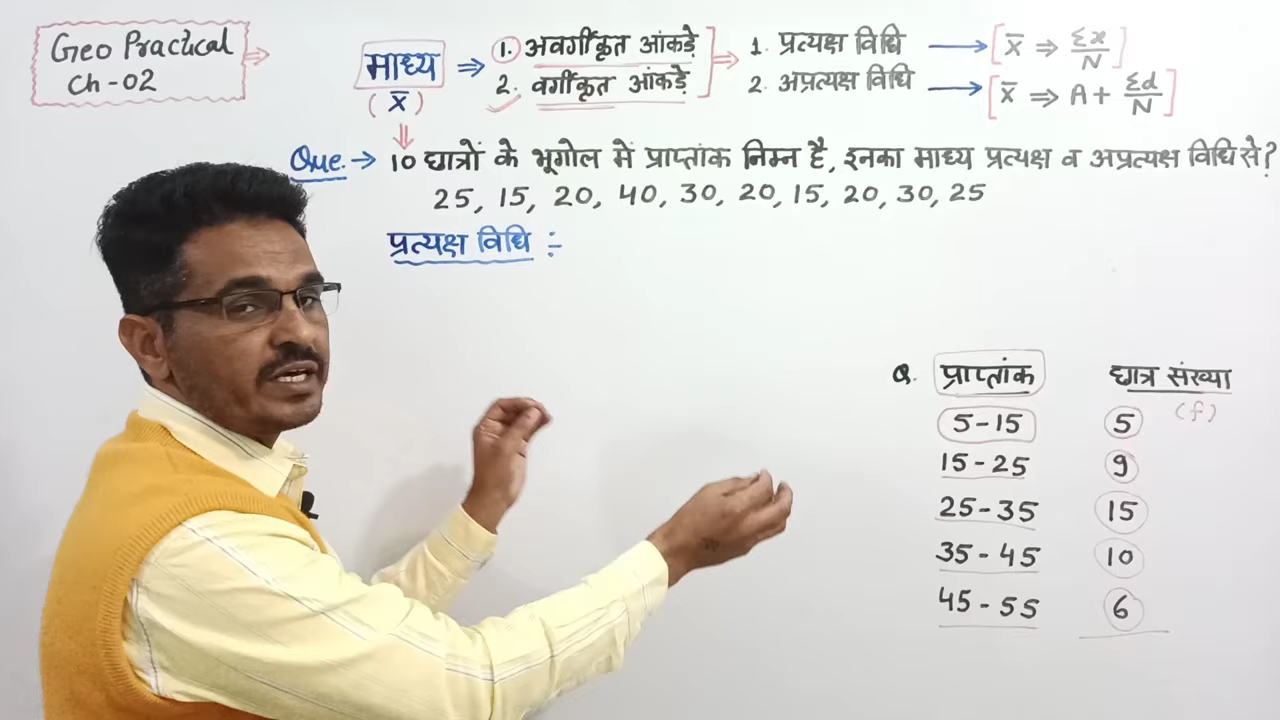 Geo Practical
Ch-02
माध्य
(x̄)
⇒ 1. अवर्गीकृत आंकड़े
2. वर्गीकृत आंकड़े
⇒ 1. प्रत्यक्ष विधि → [x̄ ⇒ Σx/N]
2. अप्रत्यक्ष विधि → [x̄ ⇒ A + Σd/N]
Que. → 10 छात्रों के भूगोल में प्राप्तांक निम्न है, इनका माध्य प्रत्यक्ष व अप्रत्यक्ष विधि से?
25, 15, 20, 40, 30, 20, 15, 20, 30, 25
प्रत्यक्ष विधि ÷
Q. प्राप्तांक छात्र संख्या
(f)
5-15 5
15-25 9
25-35 15
35-45 10
45-55 6